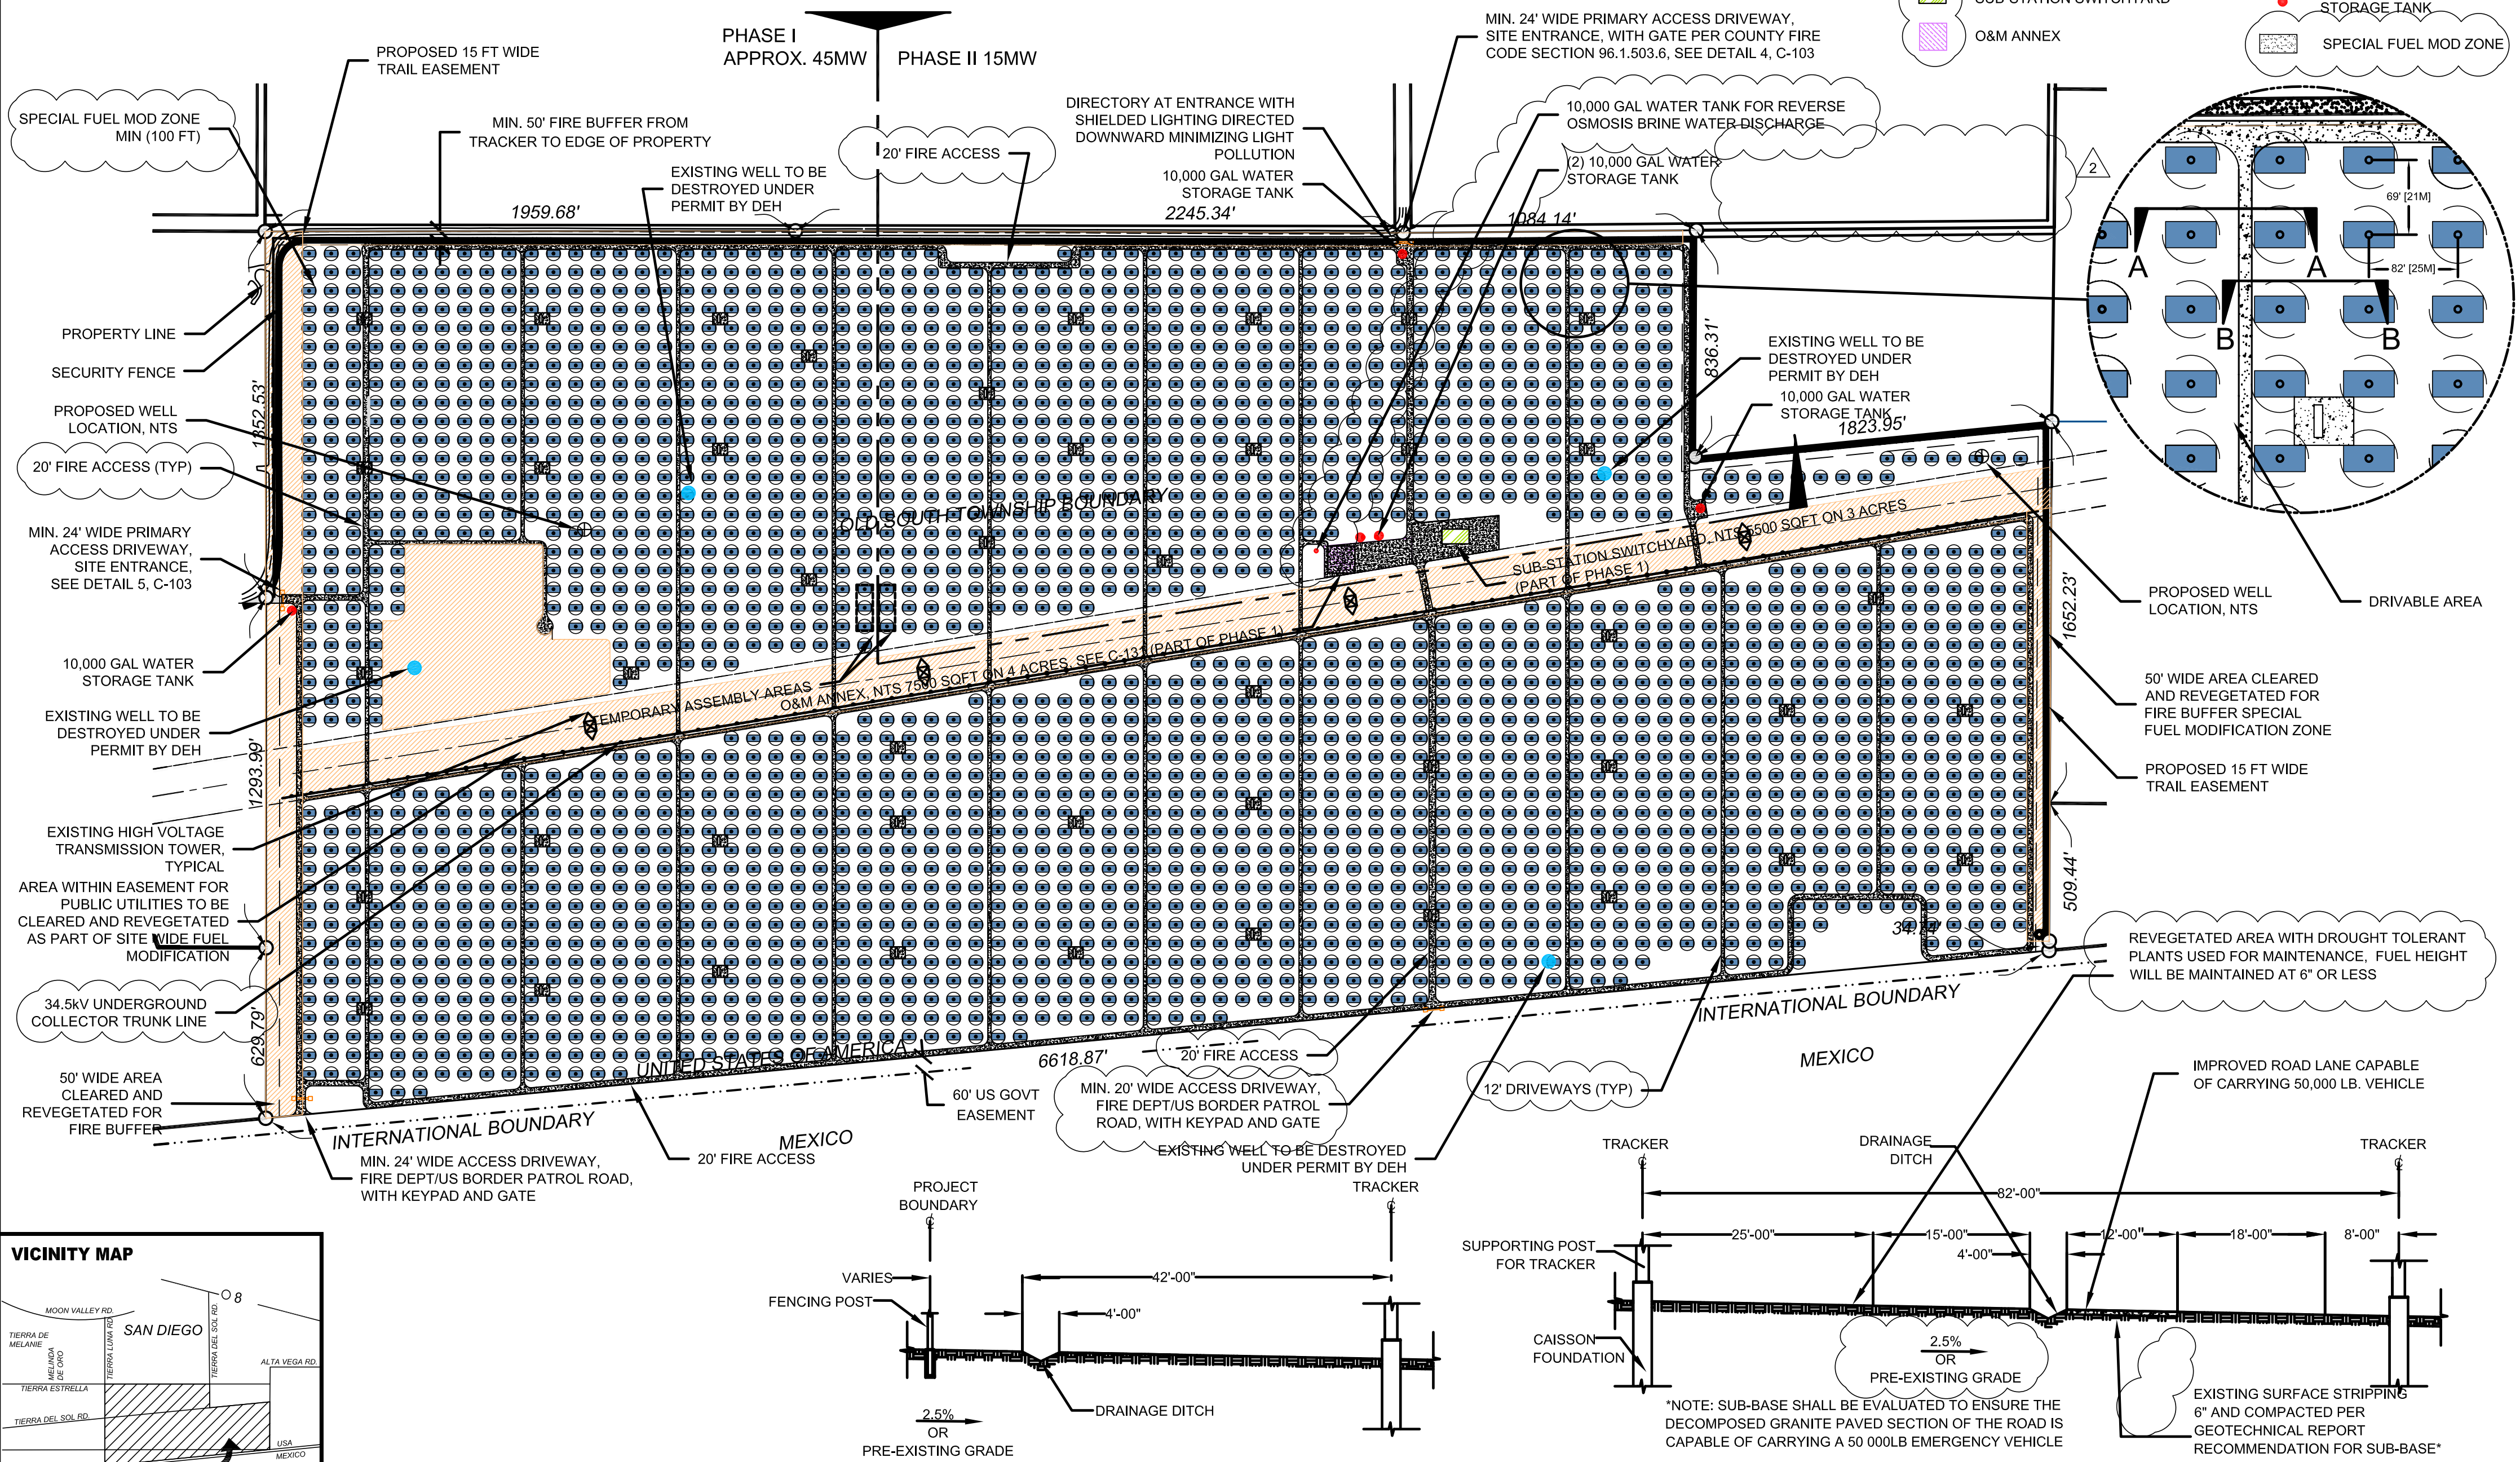 PHASE I
APPROX. 45MW
PHASE II 15MW
PROPOSED 15 FT WIDE
TRAIL EASEMENT
SPECIAL FUEL MOD ZONE
MIN (100 FT)
MIN. 50' FIRE BUFFER FROM
TRACKER TO EDGE OF PROPERTY
EXISTING WELL TO BE
DESTROYED UNDER
PERMIT BY DEH
20' FIRE ACCESS
DIRECTORY AT ENTRANCE WITH
SHIELDED LIGHTING DIRECTED
DOWNWARD MINIMIZING LIGHT
POLLUTION
10,000 GAL WATER
STORAGE TANK
MIN. 24' WIDE PRIMARY ACCESS DRIVEWAY,
SITE ENTRANCE, WITH GATE PER COUNTY FIRE
CODE SECTION 96.1.503.6, SEE DETAIL 4, C-103
10,000 GAL WATER TANK FOR REVERSE
OSMOSIS BRINE WATER DISCHARGE
(2) 10,000 GAL WATER
STORAGE TANK
SUB-STATION SWITCHYARD
O&M ANNEX
STORAGE TANK
SPECIAL FUEL MOD ZONE
2
1959.68'
2245.34'
1084.14'
69' [21M]
82' [25M]
A
A
B
B
PROPERTY LINE
SECURITY FENCE
PROPOSED WELL
LOCATION, NTS
20' FIRE ACCESS (TYP)
MIN. 24' WIDE PRIMARY
ACCESS DRIVEWAY,
SITE ENTRANCE,
SEE DETAIL 5, C-103
10,000 GAL WATER
STORAGE TANK
EXISTING WELL TO BE
DESTROYED UNDER
PERMIT BY DEH
EXISTING HIGH VOLTAGE
TRANSMISSION TOWER,
TYPICAL
AREA WITHIN EASEMENT FOR
PUBLIC UTILITIES TO BE
CLEARED AND REVEGETATED
AS PART OF SITE WIDE FUEL
MODIFICATION
34.5kV UNDERGROUND
COLLECTOR TRUNK LINE
50' WIDE AREA
CLEARED AND
REVEGETATED FOR
FIRE BUFFER
1352.53'
1293.99'
629.79'
836.31'
EXISTING WELL TO BE
DESTROYED UNDER
PERMIT BY DEH
10,000 GAL WATER
STORAGE TANK
1823.95'
OLD SOUTH TOWNSHIP BOUNDARY
SUB-STATION SWITCHYARD, NTS 6500 SQFT ON 3 ACRES
(PART OF PHASE 1)
TEMPORARY ASSEMBLY AREAS
O&M ANNEX, NTS 7500 SQFT ON 4 ACRES, SEE C-131 (PART OF PHASE 1)
1652.23'
509.44'
34.74'
PROPOSED WELL
LOCATION, NTS
DRIVABLE AREA
50' WIDE AREA CLEARED
AND REVEGETATED FOR
FIRE BUFFER SPECIAL
FUEL MODIFICATION ZONE
PROPOSED 15 FT WIDE
TRAIL EASEMENT
REVEGETATED AREA WITH DROUGHT TOLERANT
PLANTS USED FOR MAINTENANCE, FUEL HEIGHT
WILL BE MAINTAINED AT 6" OR LESS
INTERNATIONAL BOUNDARY
MEXICO
UNITED STATES OF AMERICA
6618.87'
INTERNATIONAL BOUNDARY
MEXICO
60' US GOVT
EASEMENT
20' FIRE ACCESS
MIN. 20' WIDE ACCESS DRIVEWAY,
FIRE DEPT/US BORDER PATROL
ROAD, WITH KEYPAD AND GATE
EXISTING WELL TO BE DESTROYED
UNDER PERMIT BY DEH
12' DRIVEWAYS (TYP)
IMPROVED ROAD LANE CAPABLE
OF CARRYING 50,000 LB. VEHICLE
MIN. 24' WIDE ACCESS DRIVEWAY,
FIRE DEPT/US BORDER PATROL ROAD,
WITH KEYPAD AND GATE
20' FIRE ACCESS
PROJECT
BOUNDARY
TRACKER
VARIES
42'-00"
FENCING POST
4'-00"
DRAINAGE DITCH
2.5%
OR
PRE-EXISTING GRADE
TRACKER
DRAINAGE
DITCH
TRACKER
82'-00"
25'-00"
15'-00"
4'-00"
12'-00"
18'-00"
8'-00"
SUPPORTING POST
FOR TRACKER
CAISSON
FOUNDATION
2.5%
OR
PRE-EXISTING GRADE
*NOTE: SUB-BASE SHALL BE EVALUATED TO ENSURE THE
DECOMPOSED GRANITE PAVED SECTION OF THE ROAD IS
CAPABLE OF CARRYING A 50 000LB EMERGENCY VEHICLE
EXISTING SURFACE STRIPPING
6" AND COMPACTED PER
GEOTECHNICAL REPORT
RECOMMENDATION FOR SUB-BASE*
VICINITY MAP
8
MOON VALLEY RD.
SAN DIEGO
TIERRA DE
MELANIE
MELINDA
DE ORO
TIERRA LUNA RD.
TIERRA DEL SOL RD.
ALTA VEGA RD.
TIERRA ESTRELLA
TIERRA DEL SOL RD.
USA
MEXICO